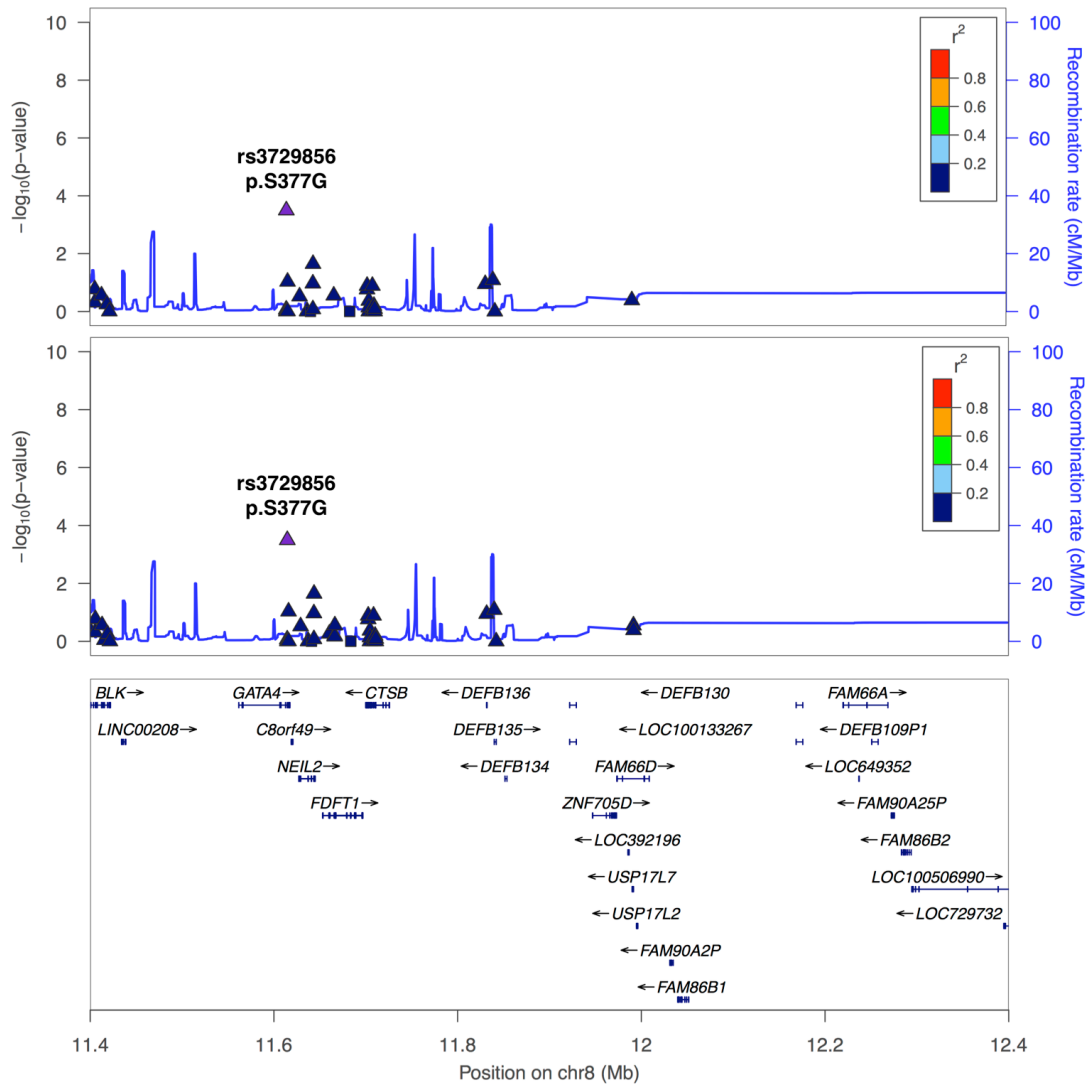 10
8
6
4
2
0
−log10(p−value)
rs3729856
p.S377G
r2
0.8
0.6
0.4
0.2
100
80
60
40
20
0
Recombination rate (cM/Mb)
10
8
6
4
2
0
−log10(p−value)
rs3729856
p.S377G
r2
0.8
0.6
0.4
0.2
100
80
60
40
20
0
Recombination rate (cM/Mb)
BLK→ GATA4→ ←CTSB ←DEFB136 ←DEFB130 FAM66A→
LINC00208→ C8orf49→ DEFB135→ ←LOC100133267 ←DEFB109P1
NEIL2→ ←DEFB134 FAM66D→ ←LOC649352
FDFT1→ ZNF705D→ ←FAM90A25P
←LOC392196 ←FAM86B2
←USP17L7 LOC100506990→
←USP17L2 ←LOC729732
←FAM90A2P
←FAM86B1
11.4 11.6 11.8 12 12.2 12.4
Position on chr8 (Mb)